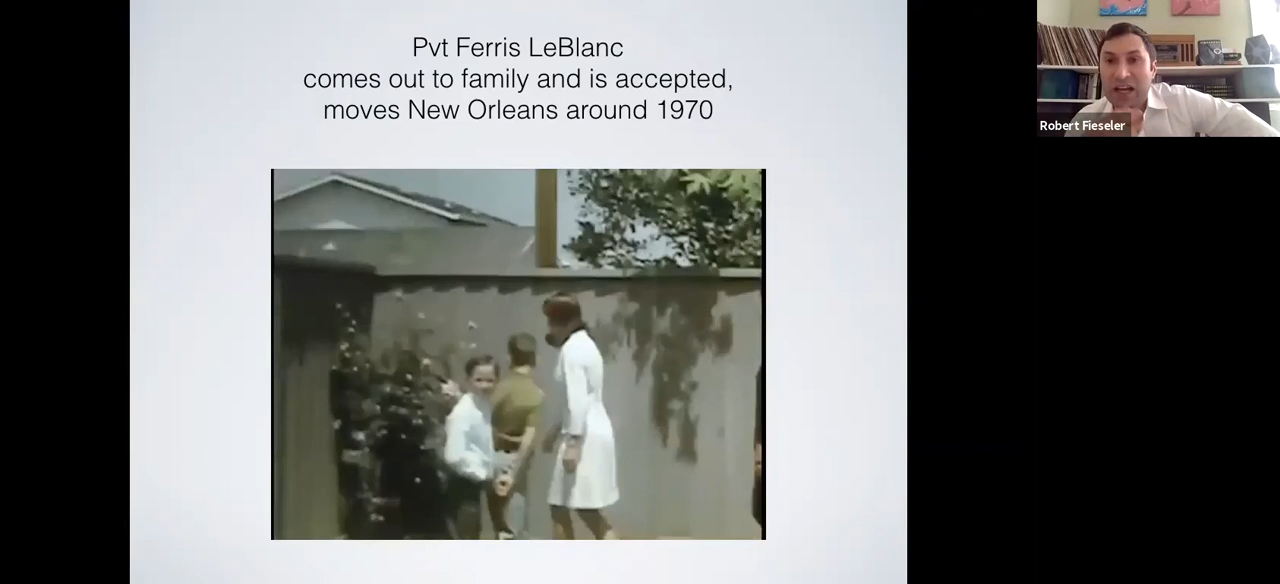 Pvt Ferris LeBlanc
comes out to family and is accepted,
moves New Orleans around 1970
Robert Fieseler